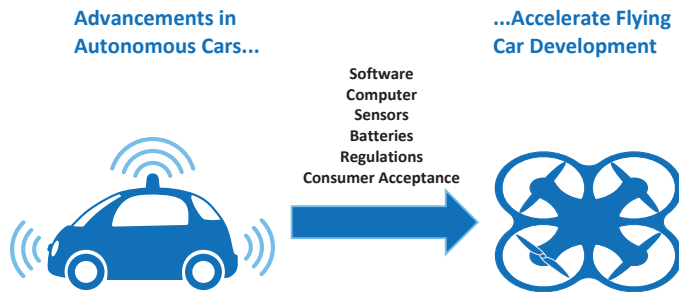 Advancements in
Autonomous Cars...
...Accelerate Flying
Car Development
Software
Computer
Sensors
Batteries
Regulations
Consumer Acceptance